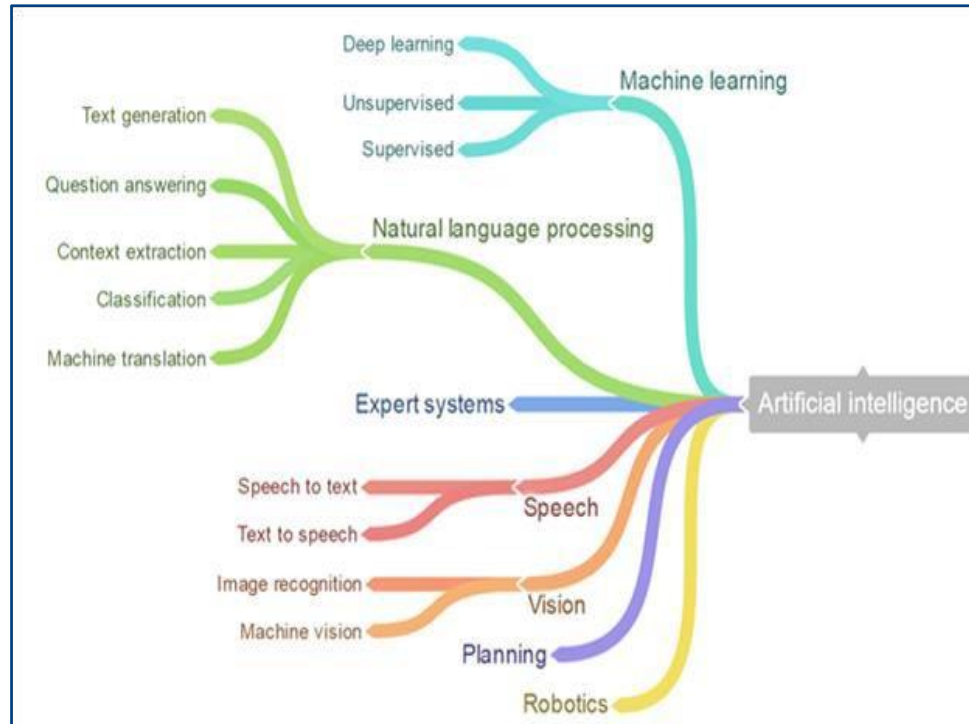 Deep learning
Machine learning
Unsupervised
Supervised
Text generation
Question answering
Natural language processing
Context extraction
Classification
Machine translation
Expert systems
Artificial intelligence
Speech to text
Speech
Text to speech
Image recognition
Vision
Machine vision
Planning
Robotics